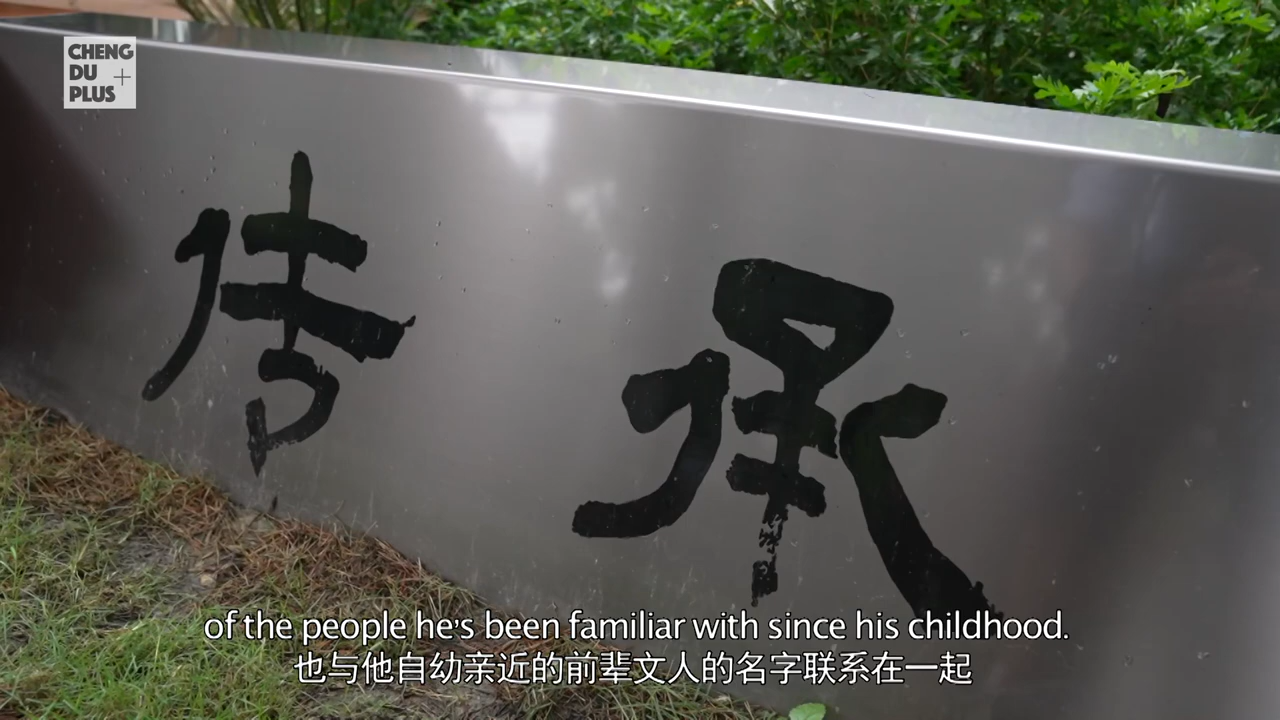 CHENG
DU
PLUS
传承
of the people he's been familiar with since his childhood.
也与他自幼亲近的前辈文人的名字联系在一起